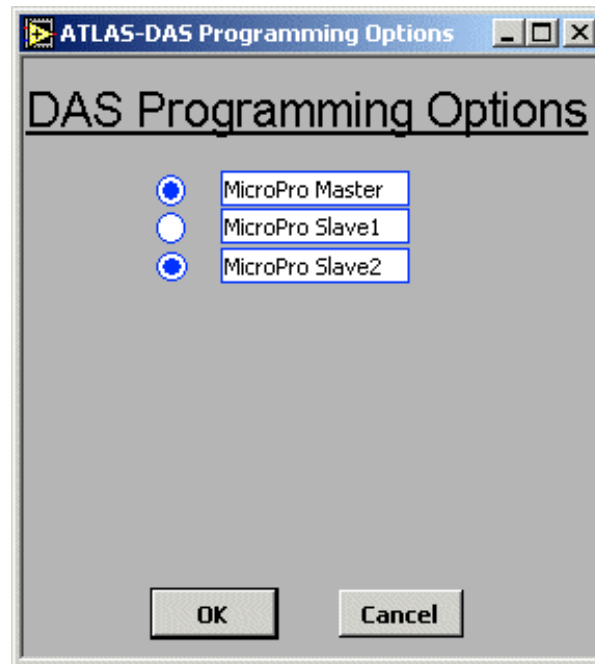 ATLAS-DAS Programming Options
DAS Programming Options
MicroPro Master
MicroPro Slave1
MicroPro Slave2
OK Cancel